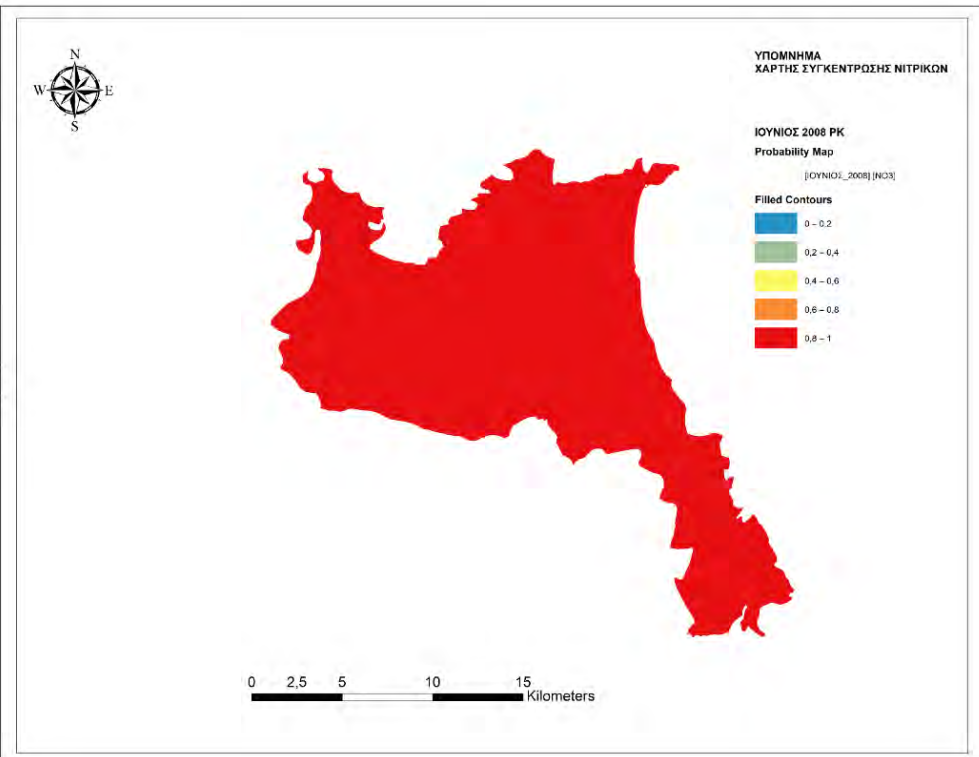 N
W E
S
ΥΠΟΜΝΗΜΑ
ΧΑΡΤΗΣ ΣΥΓΚΕΝΤΡΩΣΗΣ ΝΙΤΡΙΚΩΝ
ΙΟΥΝΙΟΣ 2008 PK
Probability Map
[ΙΟΥΝΙΟΣ_2008].[NO3]
Filled Contours
0 – 0,2
0,2 – 0,4
0,4 – 0,6
0,6 – 0,8
0,8 – 1
0 2,5 5 10 15
Kilometers